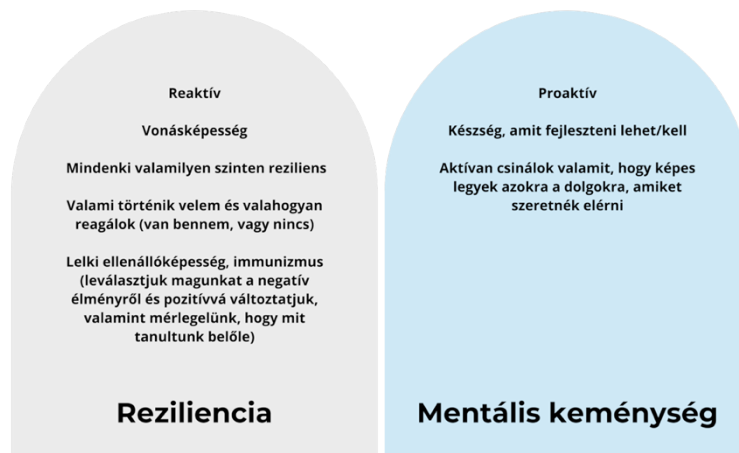 Reaktív
Vonásképesség
Mindenki valamilyen szinten reziliens
Valami történik velem és valahogyan
reagálok (van bennem, vagy nincs)
Lelki ellenállóképesség, immunizmus
(leválasztjuk magunkat a negatív
élményről és pozitívvá változtatjuk,
valamint mérlegelünk, hogy mit
tanultunk belőle)
Reziliencia
Proaktív
Készség, amit fejleszteni lehet/kell
Aktívan csinálok valamit, hogy képes
legyek azokra a dolgokra, amiket
szeretnék elérni
Mentális keménység